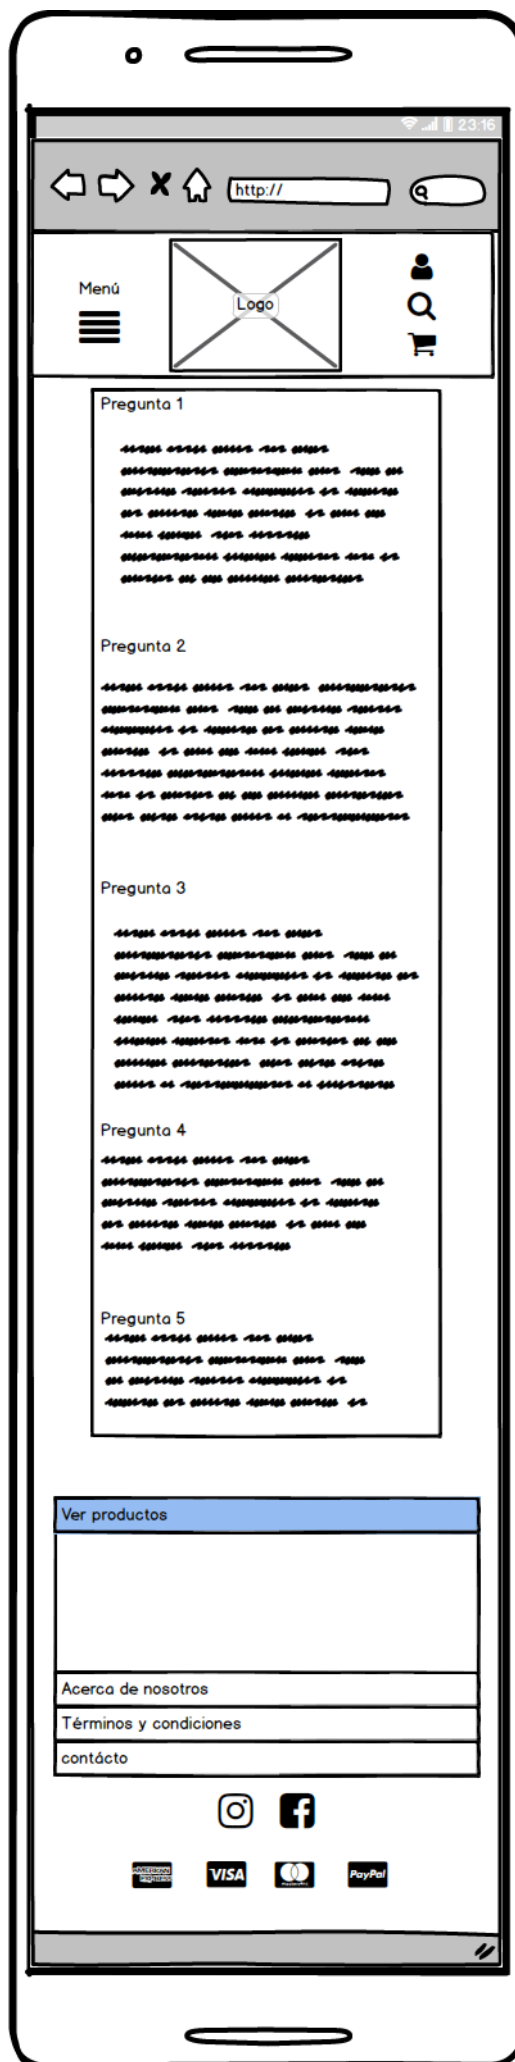 23:16
http://
Menú
Logo
Pregunta 1
Pregunta 2
Pregunta 3
Pregunta 4
Pregunta 5
Ver productos
Acerca de nosotros
Términos y condiciones
contácto
AMERICAN
EXPRESS
VISA
PayPal